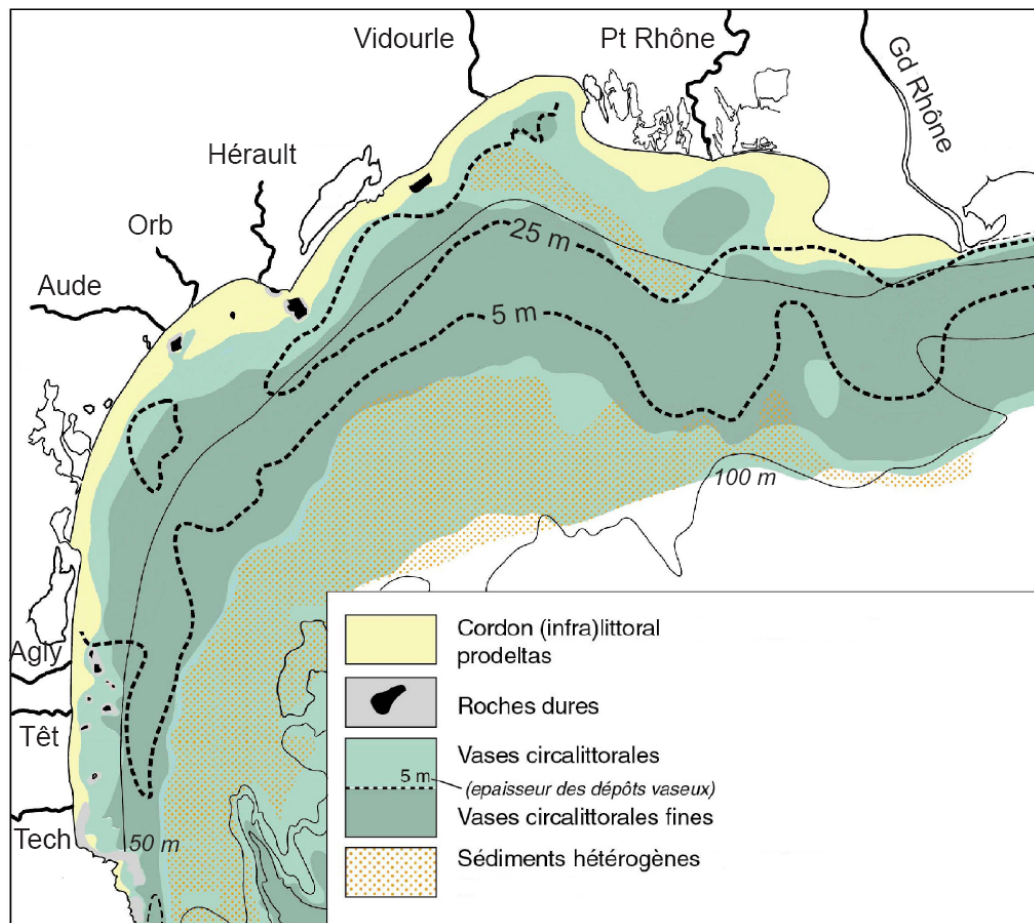 Vidourle
Pt Rhône
Gd Rhône
Hérault
Orb
Aude
25 m
5 m
100 m
Agly
Têt
Tech
50 m
Cordon (infra)littoral
prodeltas
Roches dures
Vases circalittorales
5 m
(epaisseur des dépôts vaseux)
Vases circalittorales fines
Sédiments hétérogènes